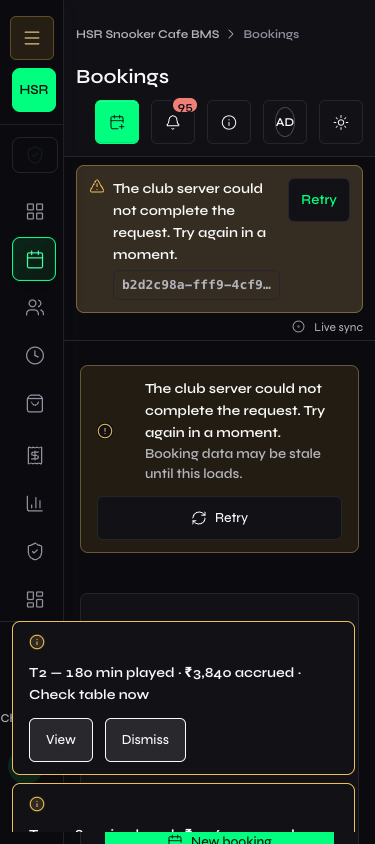 HSR Snooker Cafe BMS > Bookings
HSR
Bookings
95
AD
The club server could
not complete the
request. Try again in a
moment.
Retry
b2d2c98a-fff9-4cf9…
Live sync
The club server could not
complete the request. Try
again in a moment.
Booking data may be stale
until this loads.
Retry
T2 — 180 min played · ₹3,840 accrued ·
Check table now
View
Dismiss
New booking